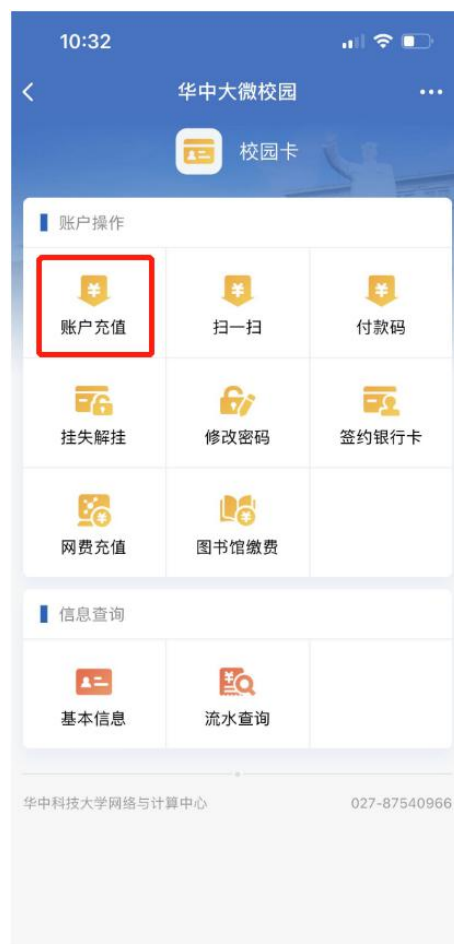 10:32
华中大微校园
校园卡
账户操作
账户充值 扫一扫 付款码
挂失解挂 修改密码 签约银行卡
网费充值 图书馆缴费
信息查询
基本信息 流水查询
华中科技大学网络与计算中心 027-87540966